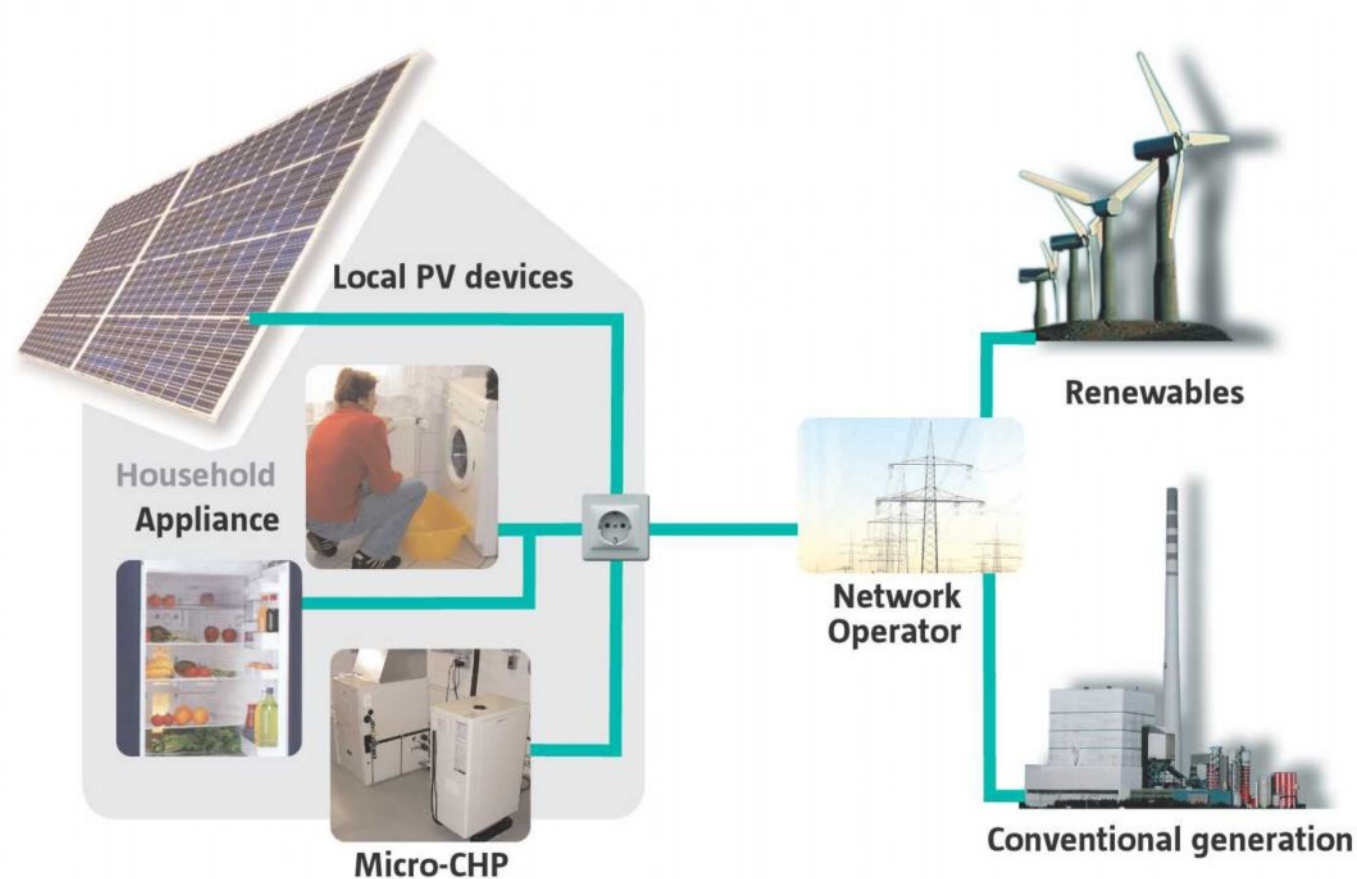 Local PV devices
Household
Appliance
Micro-CHP
Network
Operator
Renewables
Conventional generation